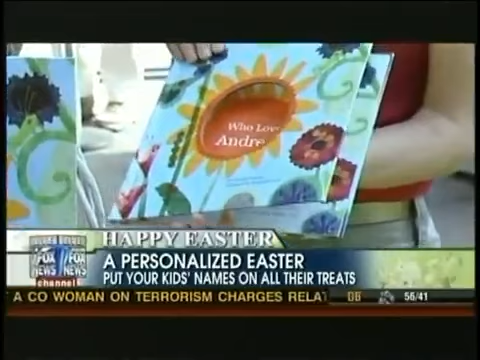 Who Love
Andre
HAPPY EASTER
FOX NEWS
FOX NEWS
channel
A PERSONALIZED EASTER
PUT YOUR KIDS' NAMES ON ALL THEIR TREATS
A CO WOMAN ON TERRORISM CHARGES RELA
56/41